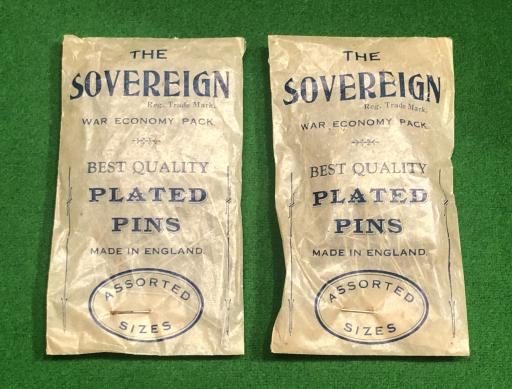 THE
SOVEREIGN
Reg. Trade Mark.
WAR ECONOMY PACK.
BEST QUALITY
PLATED
PINS
MADE IN ENGLAND.
ASSORTED
SIZES
THE
SOVEREIGN
Reg. Trade Mark.
WAR ECONOMY PACK.
BEST QUALITY
PLATED
PINS
MADE IN ENGLAND.
ASSORTED
SIZES